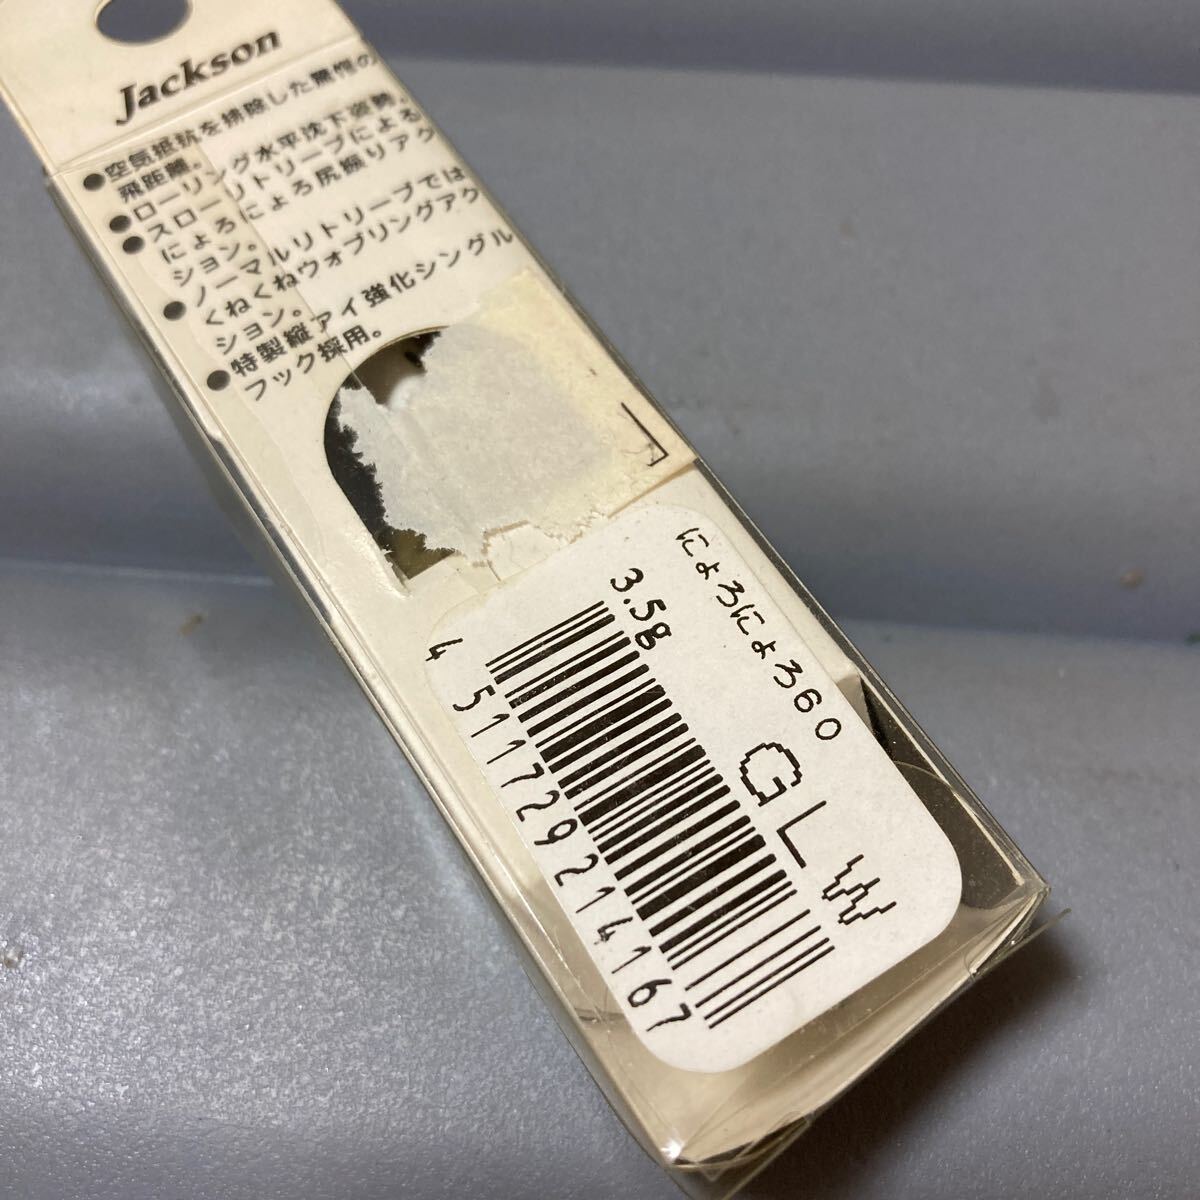 Jackson
●空気抵抗を排除した驚愕の
飛距離。
●ローリング水平沈下姿勢。
●スローリトリーブによる
にょろによろ尻振りアク
ション。
●ノーマルリトリーブでは
くねくねウォブリングアク
ション。
●特製縦アイ強化シングル
フック採用。
にょろにょろ60
3.5g
GLW
4 511729 214167